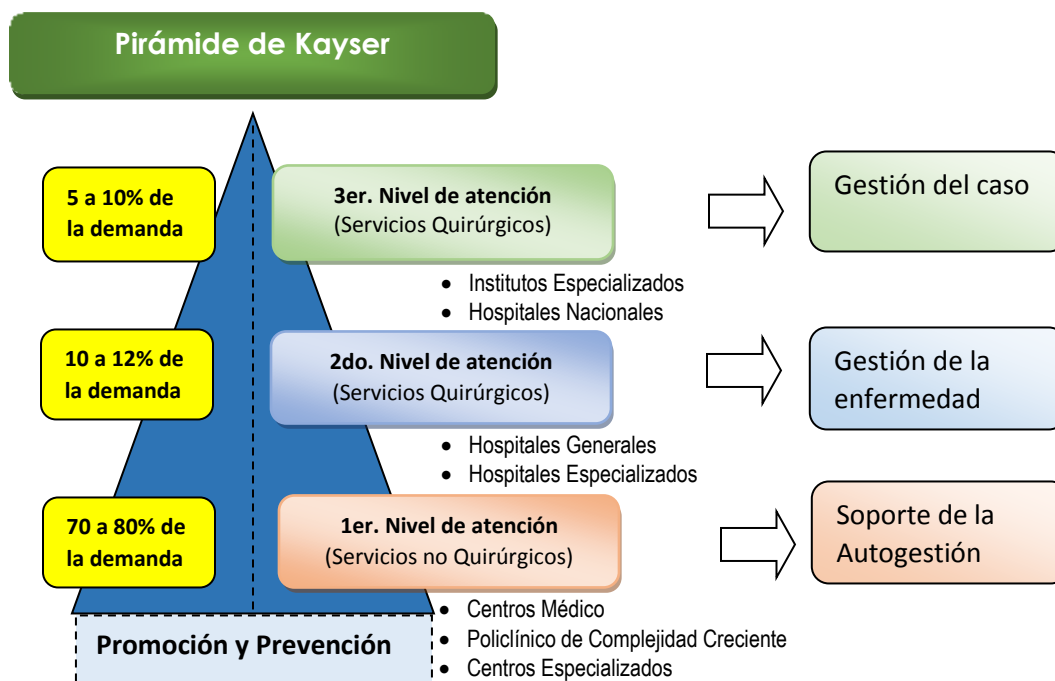 Pirámide de Kayser
5 a 10% de
la demanda
3er. Nivel de atención
(Servicios Quirúrgicos)
Gestión del caso
• Institutos Especializados
• Hospitales Nacionales
10 a 12% de
la demanda
2do. Nivel de atención
(Servicios Quirúrgicos)
Gestión de la
enfermedad
• Hospitales Generales
• Hospitales Especializados
70 a 80% de
la demanda
1er. Nivel de atención
(Servicios no Quirúrgicos)
Soporte de la
Autogestión
• Centros Médico
• Policlínico de Complejidad Creciente
• Centros Especializados
Promoción y Prevención